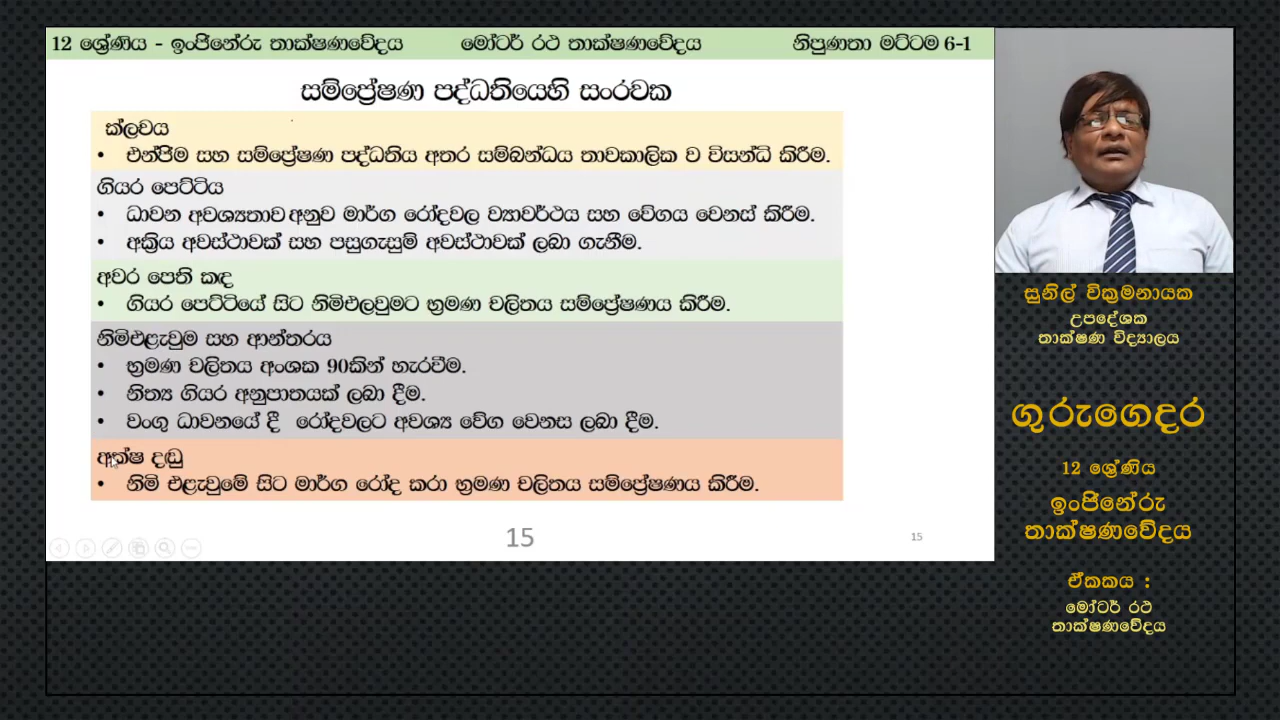 12 ශ්‍රේණිය - ඉංජිනේරු තාක්ෂණවේදය මෝටර් රථ තාක්ෂණවේදය නිපුණතා මට්ටම 6-1
සම්ප්‍රේෂණ පද්ධතියෙහි සංරචක
ක්ලචය
• එන්ජිම සහ සම්ප්‍රේෂණ පද්ධතිය අතර සම්බන්ධය තාවකාලික ව විසන්ධි කිරීම.
ගියර පෙට්ටිය
• ධාවන අවශ්‍යතාව අනුව මාර්ග රෝදවල ව්‍යාවර්ථය සහ වේගය වෙනස් කිරීම.
• අක්‍රිය අවස්ථාවක් සහ පසුගැසුම් අවස්ථාවක් ලබා ගැනීම.
අවර පෙති කඳ
• ගියර පෙට්ටියේ සිට නිමිඑලවුමට භ්‍රමණ චලිතය සම්ප්‍රේෂණය කිරීම.
නිමිඑළැවුම සහ ආන්තරය
• භ්‍රමණ චලිතය අංශක 90කින් හැරවීම.
• නිත්‍ය ගියර අනුපාතයක් ලබා දීම.
• වංගු ධාවනයේ දී රෝදවලට අවශ්‍ය වේග වෙනස ලබා දීම.
අක්ෂ දඬු
• නිමි එළැවුමේ සිට මාර්ග රෝද කරා භ්‍රමණ චලිතය සම්ප්‍රේෂණය කිරීම.
15
15
සුනිල් වික්‍රමනායක
උපදේශක
තාක්ෂණ විද්‍යාලය
ගුරුගෙදර
12 ශ්‍රේණිය
ඉංජිනේරු
තාක්ෂණවේදය
ඒකකය :
මෝටර් රථ
තාක්ෂණවේදය